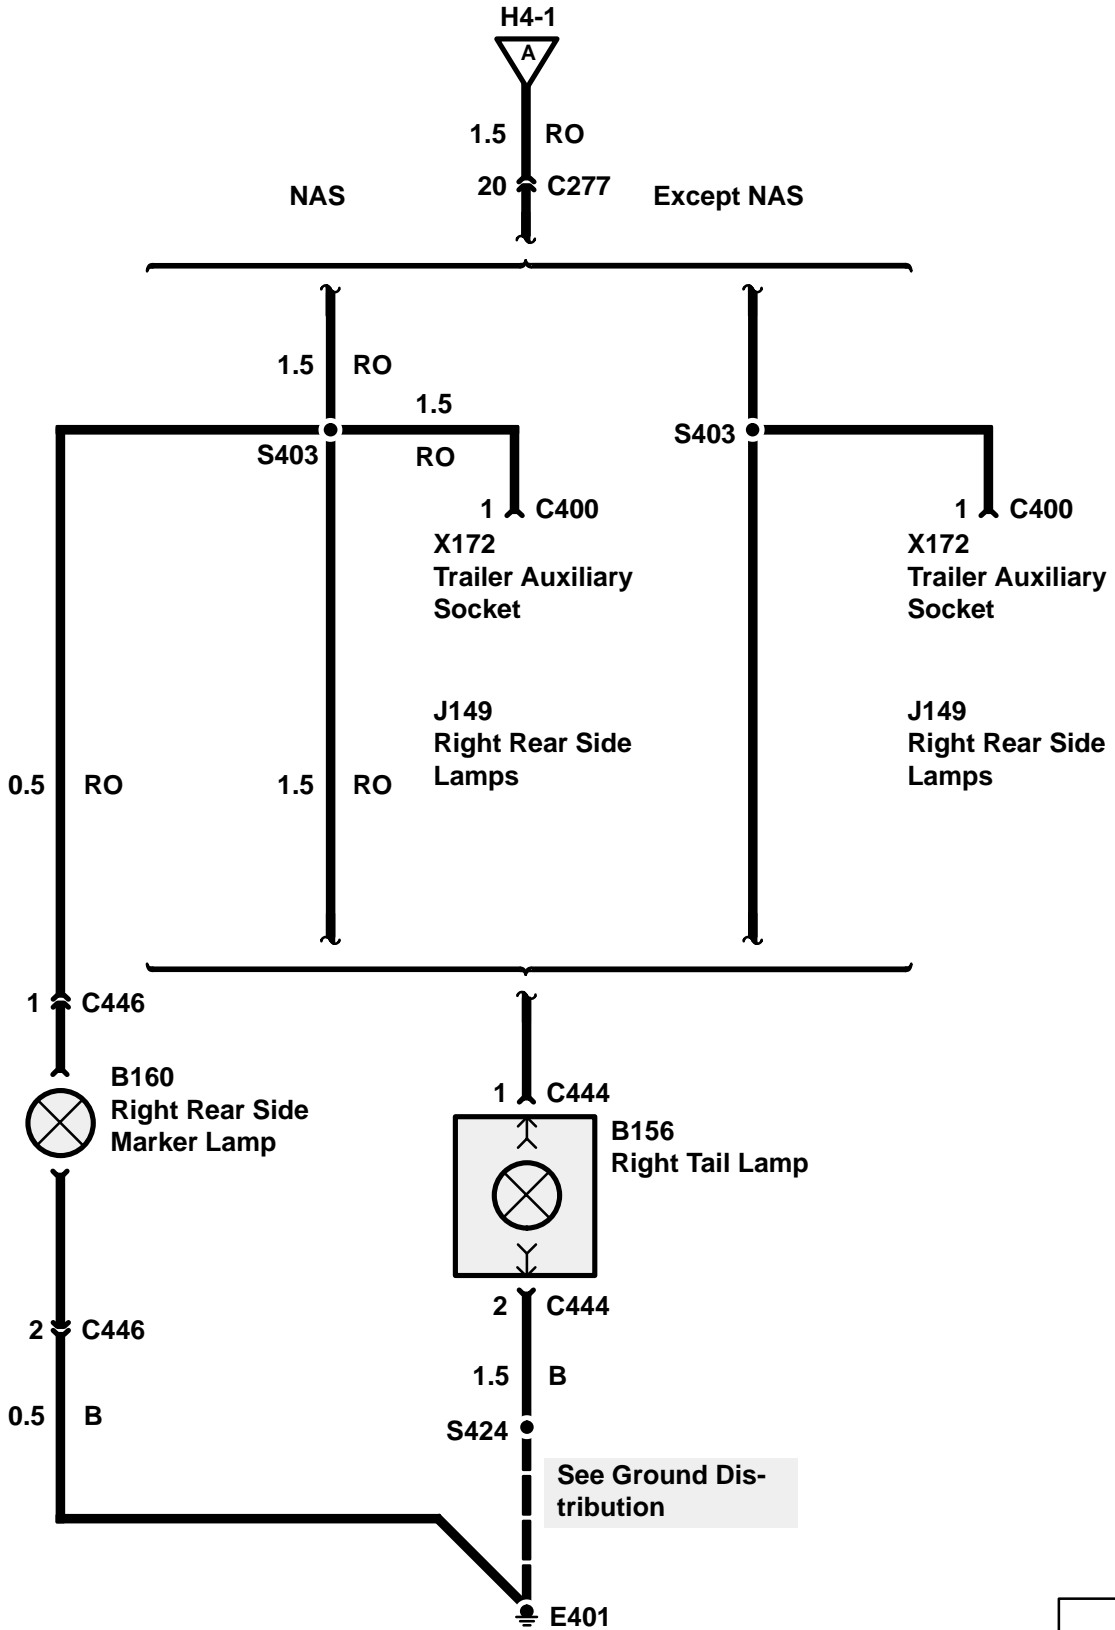 H4-1
A
1.5 RO
20 C277
NAS Except NAS
1.5 RO
1.5
S403 RO
S403
1 C400
X172
Trailer Auxiliary
Socket
1 C400
X172
Trailer Auxiliary
Socket
J149
Right Rear Side
Lamps
J149
Right Rear Side
Lamps
0.5 RO
1.5 RO
1 C446
B160
Right Rear Side
Marker Lamp
1 C444
B156
Right Tail Lamp
2 C444
2 C446
1.5 B
0.5 B
S424
See Ground Dis-
tribution
E401